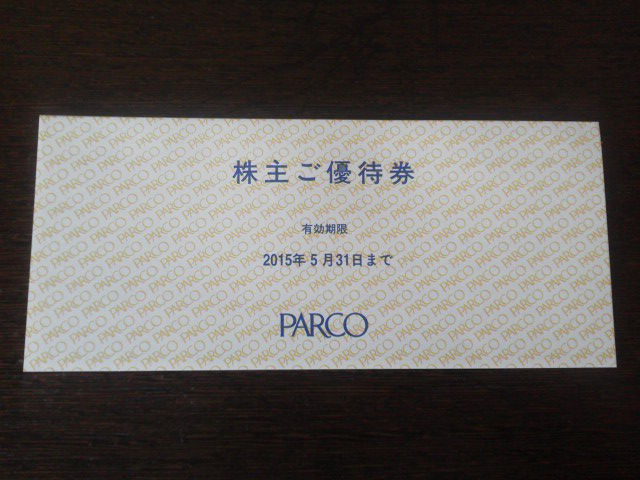 株主ご優待券
有効期限
2015年5月31日まで
PARCO